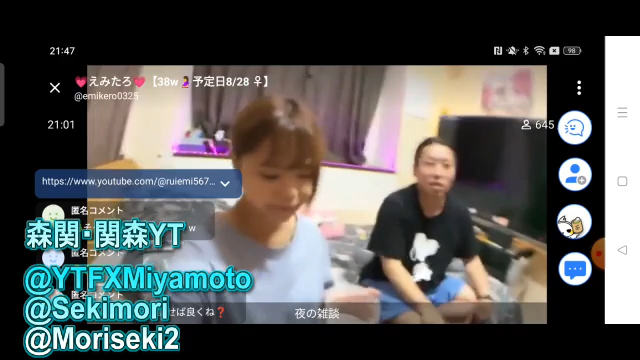 21:47
98
💗えみたろ💗【38w🤰予定日8/28 ♀】
@emikero0325
21:01
645
https://www.youtube.com/@ruiemi567...
匿名コメント
w
森関・関森YT
匿名コメント
@YTFXMiyamoto
@Sekimori
せば良くね❓
夜の雑談
@Moriseki2